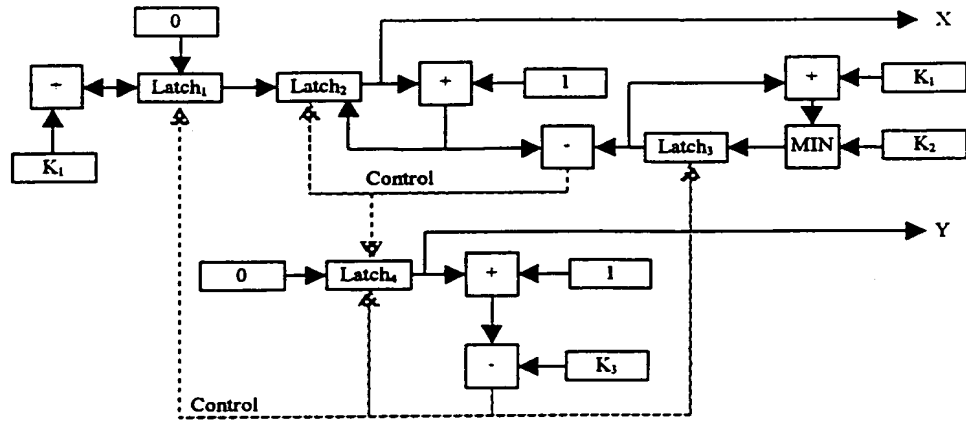 0
X
÷
Latch₁
Latch₂
+
1
+
K₁
K₁
-
Latch₃
MIN
K₂
Control
Y
0
Latch₄
+
1
-
K₃
Control